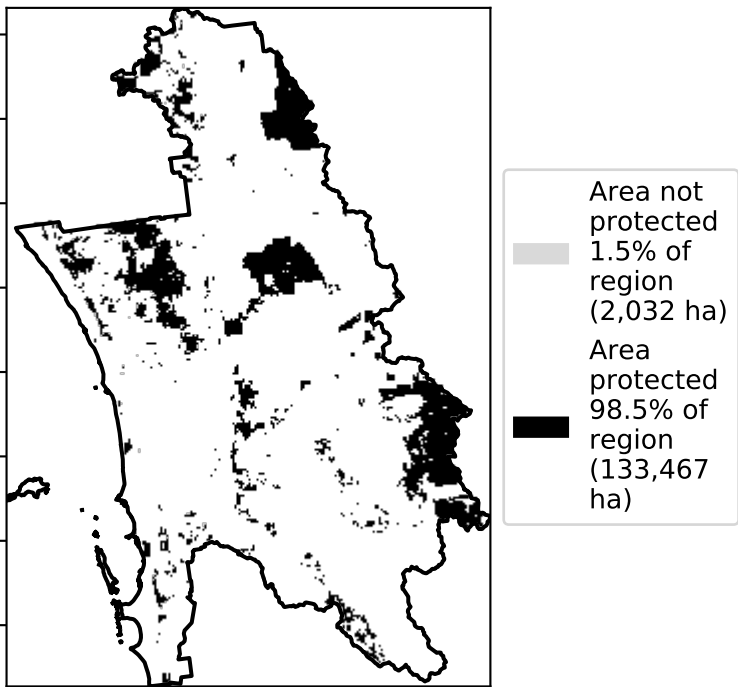 Area not
protected
1.5% of
region
(2,032 ha)
Area
protected
98.5% of
region
(133,467
ha)